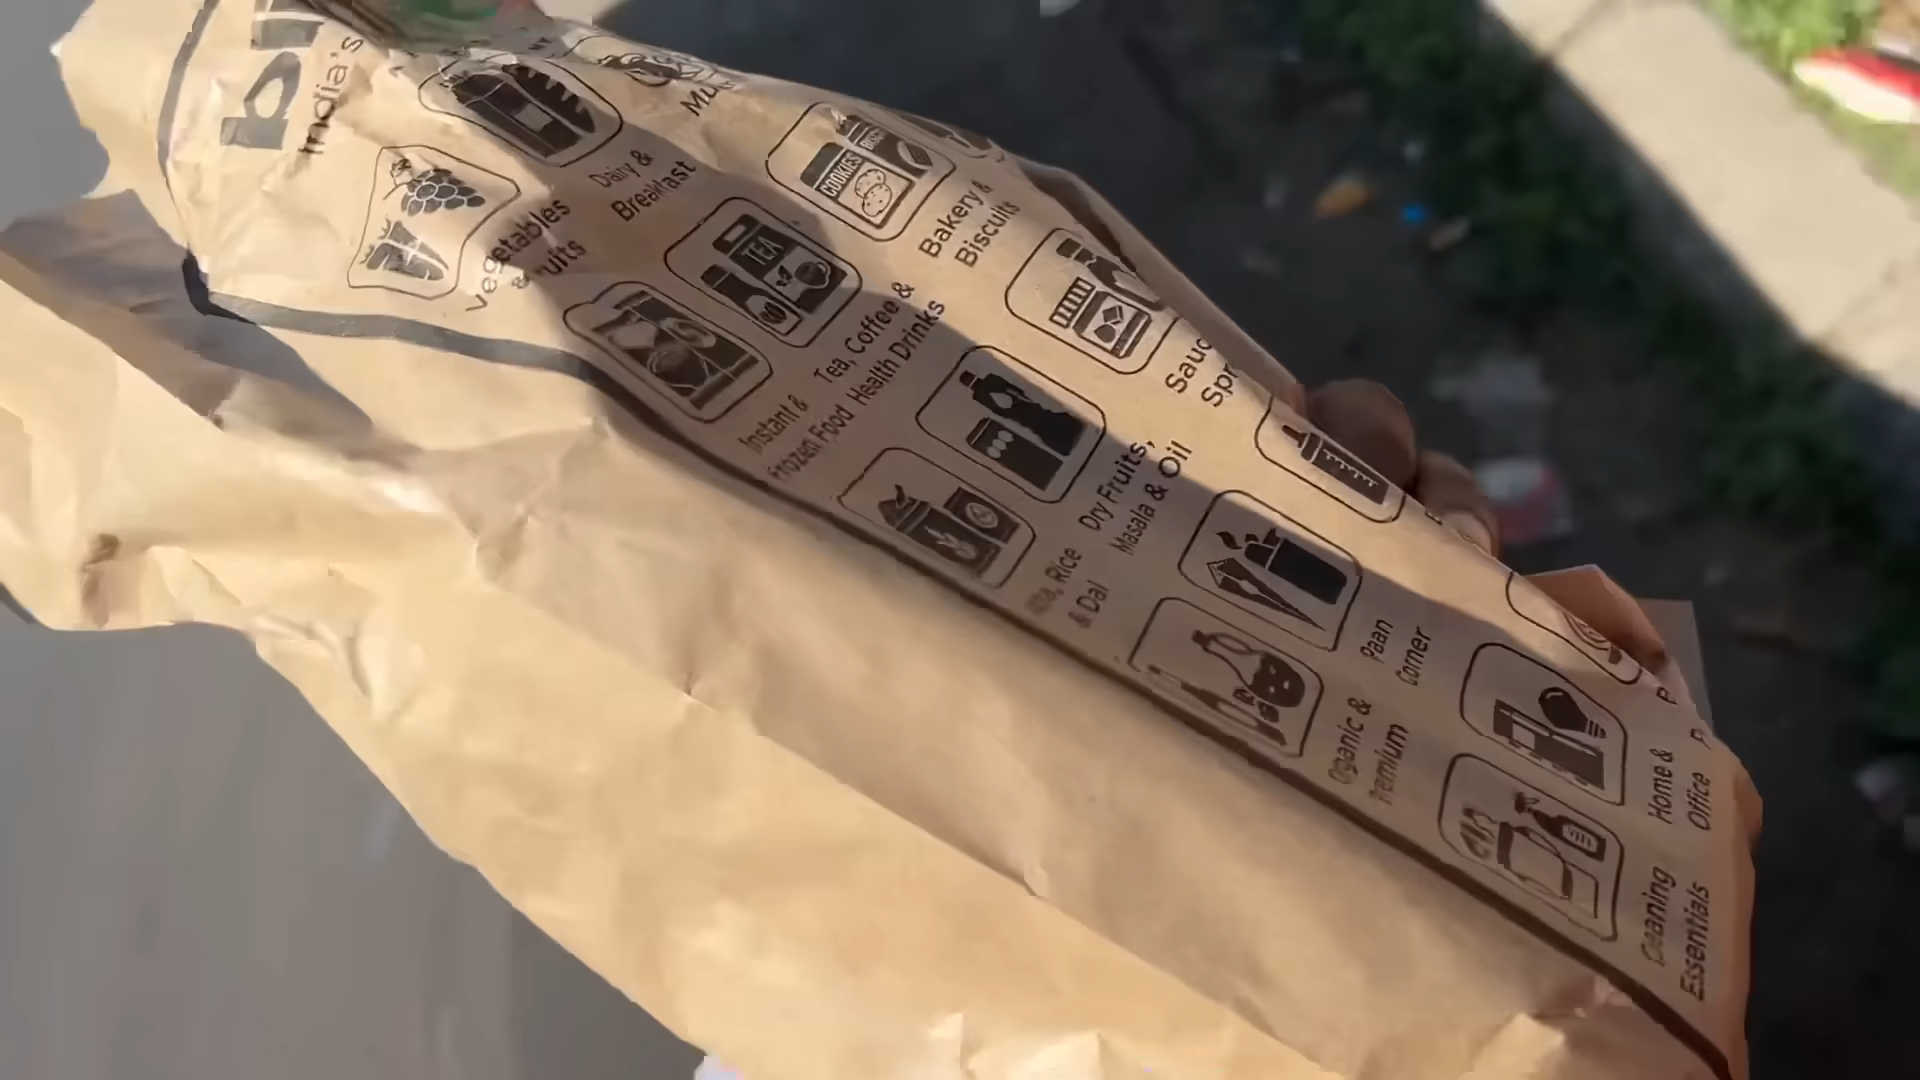 India's
Vegetables
& Fruits
Dairy &
Breakfast
COOKIES
Bakery &
Biscuits
TEA
Instant &
Frozen Food
Tea, Coffee &
Health Drinks
Rice
& Dal
Dry Fruits,
Masala & Oil
Organic &
Premium
Paan
Corner
Cleaning
Essentials
Home &
Office